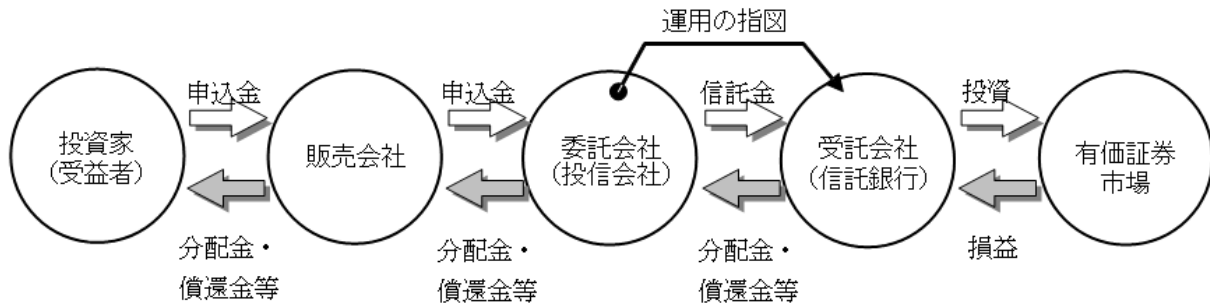 運用の指図
申込金
申込金
信託金
投資
投資家
(受益者)
販売会社
委託会社
(投信会社)
受託会社
(信託銀行)
有価証券
市場
分配金・
償還金等
分配金・
償還金等
分配金・
償還金等
損益